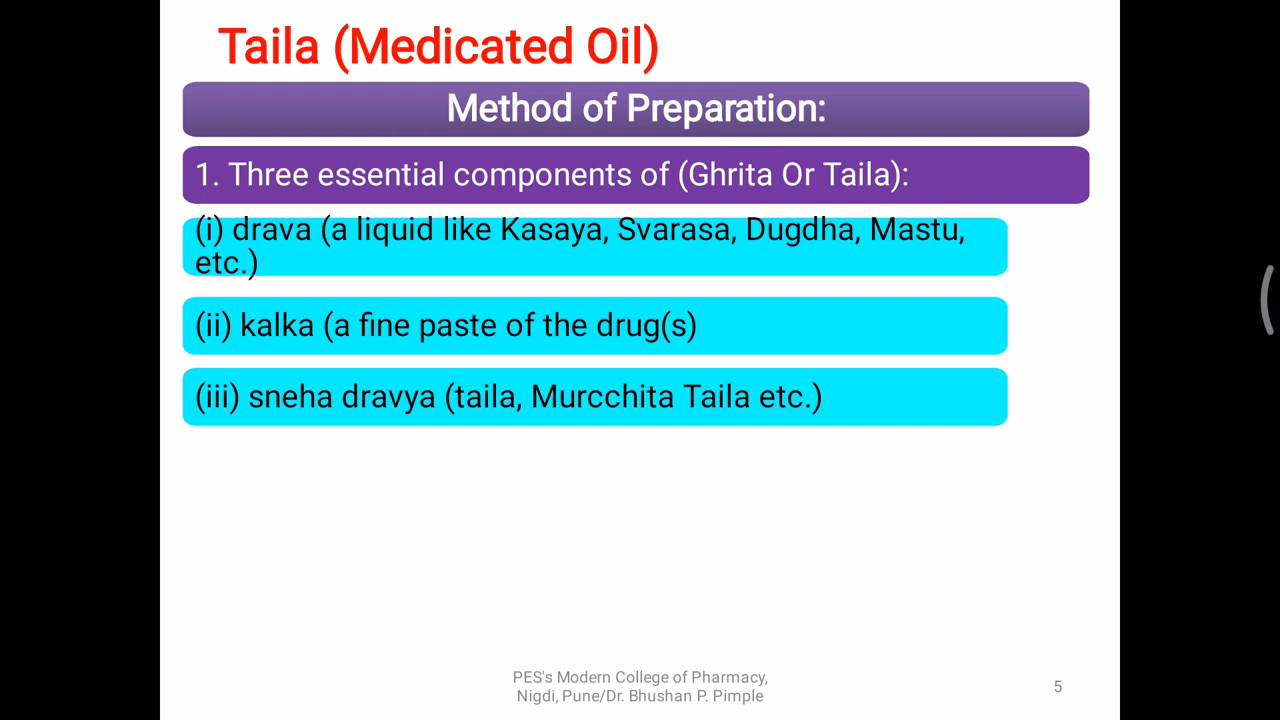 Taila (Medicated Oil)
Method of Preparation:
1. Three essential components of (Ghrita Or Taila):
(i) drava (a liquid like Kasaya, Svarasa, Dugdha, Mastu,
etc.)
(ii) kalka (a fine paste of the drug(s)
(iii) sneha dravya (taila, Murcchita Taila etc.)
PES's Modern College of Pharmacy,
Nigdi, Pune/Dr. Bhushan P. Pimple
5